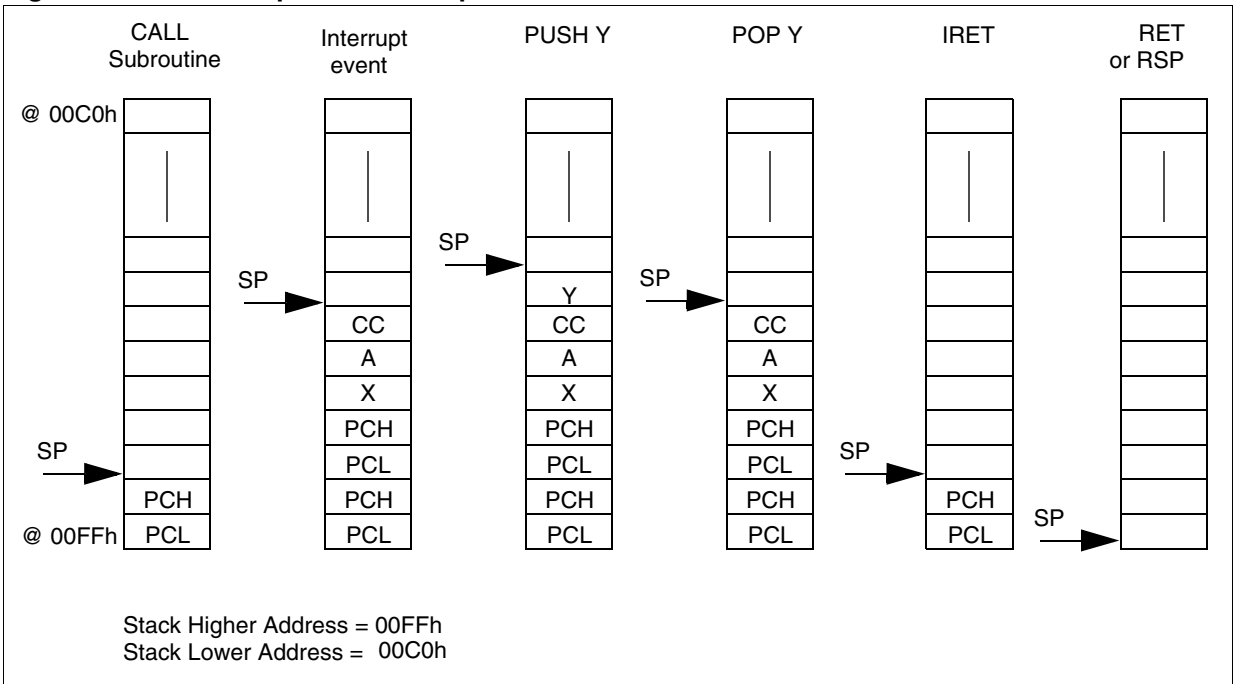 CALL
Subroutine
Interrupt
event
PUSH Y
POP Y
IRET
RET
or RSP
@ 00C0h
SP
SP
SP
Y
CC
CC
CC
A
A
A
X
X
X
PCH
PCH
PCH
SP
SP
PCL
PCL
PCL
PCH
PCH
PCH
PCH
PCH
SP
@ 00FFh
PCL
PCL
PCL
PCL
PCL
Stack Higher Address = 00FFh
Stack Lower Address = 00C0h